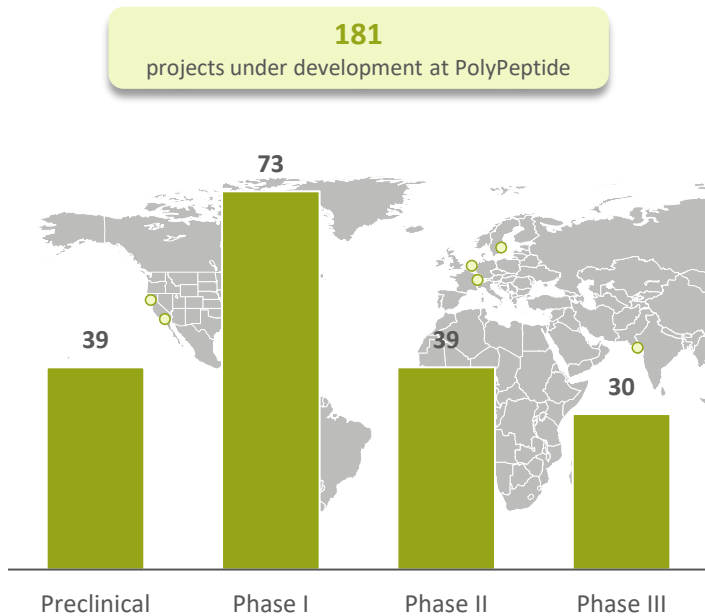 181
projects under development at PolyPeptide
73
39
39
30
Preclinical
Phase I
Phase II
Phase III